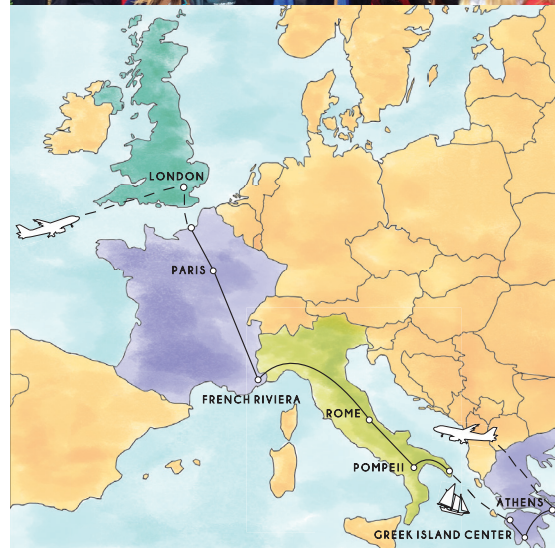 LONDON
PARIS
FRENCH RIVIERA
ROME
POMPEII
ATHENS
GREEK ISLAND CENTER